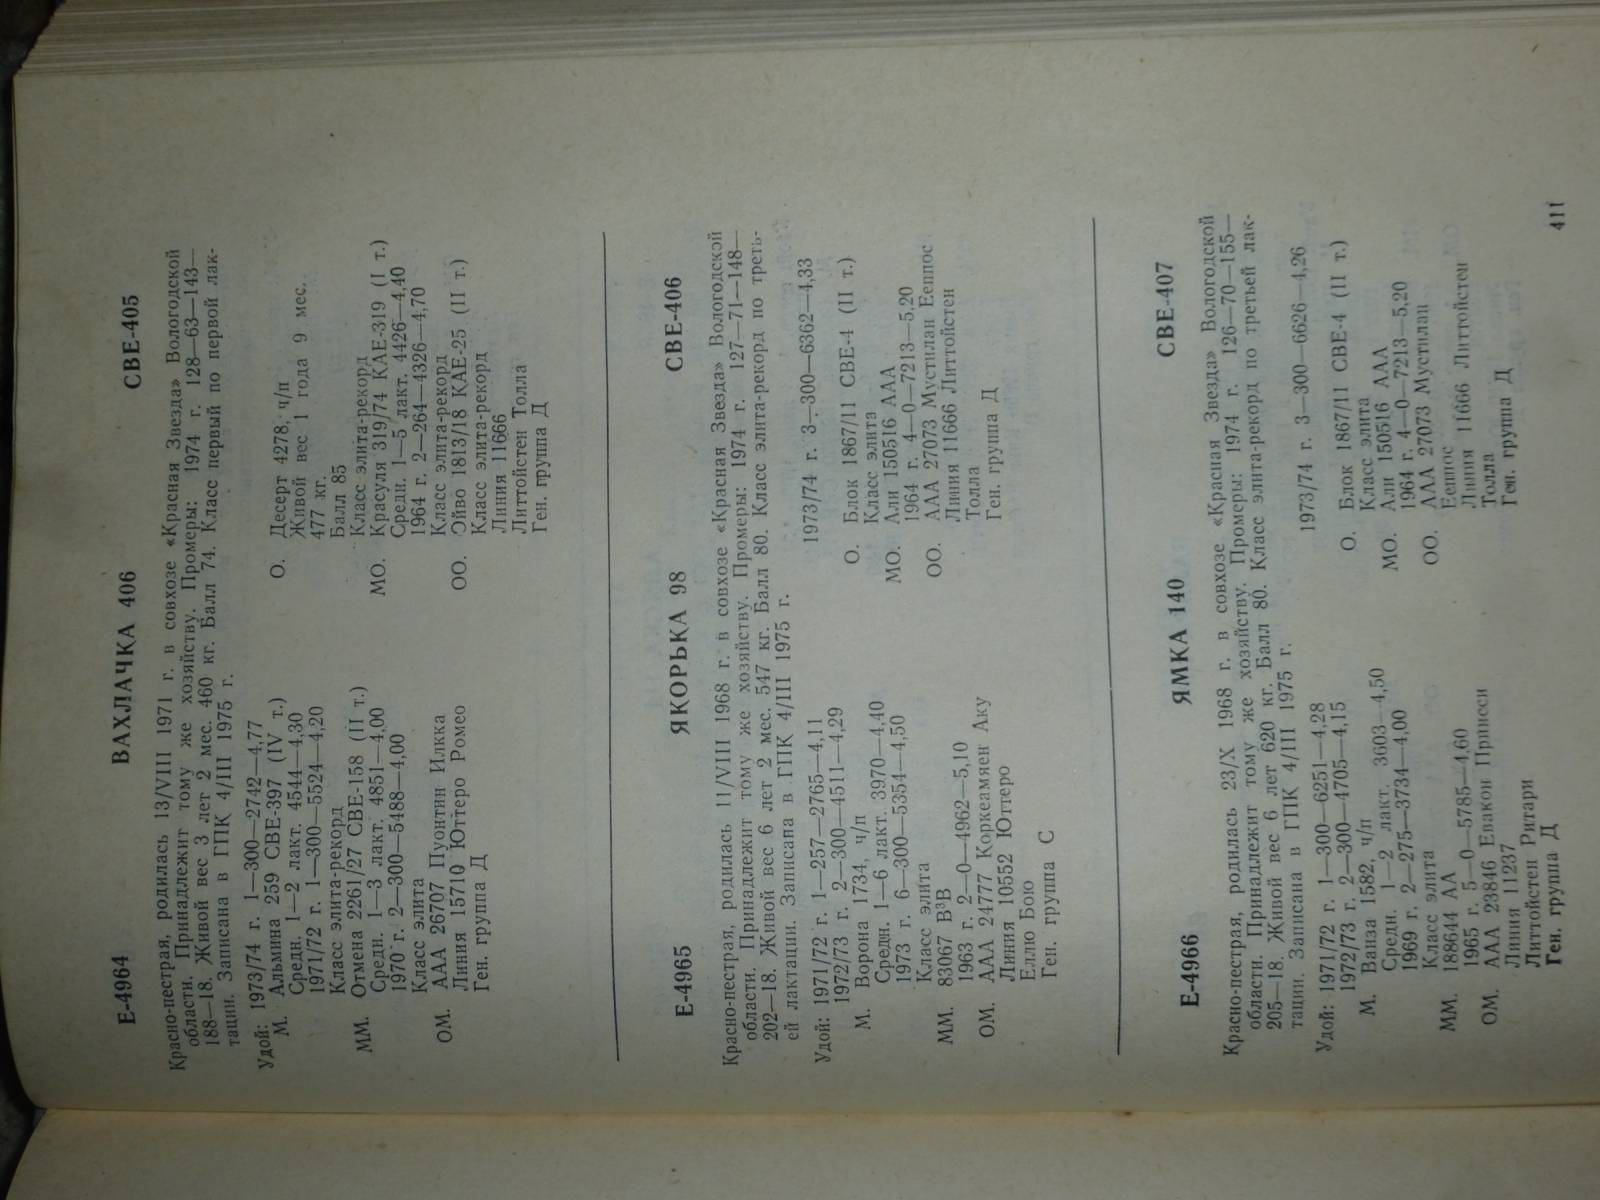 Е-4964 ВАХЛАЧКА 406 СВЕ-405
Красно-пестрая, родилась 13/VIII 1971 г. в совхозе «Красная Звезда» Вологодской
области. Принадлежит тому же хозяйству. Промеры: 1974 г. 128—63—143—
188—18. Живой вес 3 лет 2 мес. 460 кг. Балл 74. Класс первый по первой лак-
тации. Записана в ГПК 4/III 1975 г.
Удой: 1973/74 г. 1—300—2742—4,77
М. Альмина 259 СВЕ-397 (IV т.)
Средн. 1—2 лакт. 4544—4,30
1971/72 г. 1—300—5524—4,20
Класс элита-рекорд
ММ. Отмена 2261/27 СВЕ-158 (II т.)
Средн. 1—3 лакт. 4851—4,00
1970 г. 2—300—5488—4,00
Класс элита
ОМ. ААА 26707 Пуонтин Илкка
Линия 15710 Юттеро Ромео
Ген. группа Д
О. Десерт 4278, ч/п
Живой вес 1 года 9 мес.
477 кг.
Балл 85
Класс элита-рекорд
МО. Красуля 319/74 КАЕ-319 (I т.)
Средн. 1—5 лакт. 4426—4,40
1964 г. 2—264—4326—4,70
Класс элита-рекорд
ОО. Ойво 1813/18 КАЕ-25 (II т.)
Класс элита-рекорд
Линия 11666
Литтойстен Толла
Ген. группа Д
Е-4965 ЯКОРЬКА 98 СВЕ-406
Красно-пестрая, родилась 11/VIII 1968 г. в совхозе «Красная Звезда» Вологодской
области. Принадлежит тому же хозяйству. Промеры: 1974 г. 127—71—148—
202—18. Живой вес 6 лет 2 мес. 547 кг. Балл 80. Класс элита-рекорд по треть-
ей лактации. Записана в ГПК 4/III 1975 г.
Удой: 1971/72 г. 1—257—2765—4,11
1972/73 г. 2—300—4511—4,29
М. Ворона 1734, ч/п
Средн. 1—6 лакт. 3970—4,40
1973 г. 6—300—5354—4,50
Класс элита
ММ. 83067 В³В
1963 г. 2—0—4962—5,10
ОМ. ААА 24777 Коркеамяен Аку
Линия 10552 Юттеро
Еллю Бою
Ген. группа С
1973/74 г. 3—300—6362—4,33
О. Блок 1867/11 СВЕ-4 (II т.)
Класс элита
МО. Али 150516 ААА
1964 г. 4—0—7213—5,20
ОО. ААА 27073 Мустилан Ееппос
Линия 11666 Литтойстен
Толла
Ген. группа Д
Е-4966 ЯМКА 140 СВЕ-407
Красно-пестрая, родилась 23/X 1968 г. в совхозе «Красная Звезда» Вологодской
области. Принадлежит тому же хозяйству. Промеры: 1974 г. 126—70—155—
205—18. Живой вес 6 лет 620 кг. Балл 80. Класс элита-рекорд по третьей лак-
тации. Записана в ГПК 4/III 1975 г.
Удой: 1971/72 г. 1—300—6251—4,28
1972/73 г. 2—300—4705—4,15
М. Ванза 1582, ч/п
Средн. 1—2 лакт. 3603—4,50
1969 г. 2—275—3734—4,00
Класс элита
ММ. 188644 АА
1965 г. 5—0—5785—4,60
ОМ. ААА 23846 Евакон Принсси
Линия 11237
Литтойстен Ритари
Ген. группа Д
1973/74 г. 3—300—6626—4,26
О. Блок 1867/11 СВЕ-4 (II т.)
Класс элита
МО. Али 150516 ААА
1964 г. 4—0—7213—5,20
ОО. ААА 27073 Мустилан
Ееппос
Линия 11666 Литтойстен
Толла
Ген. группа Д
411